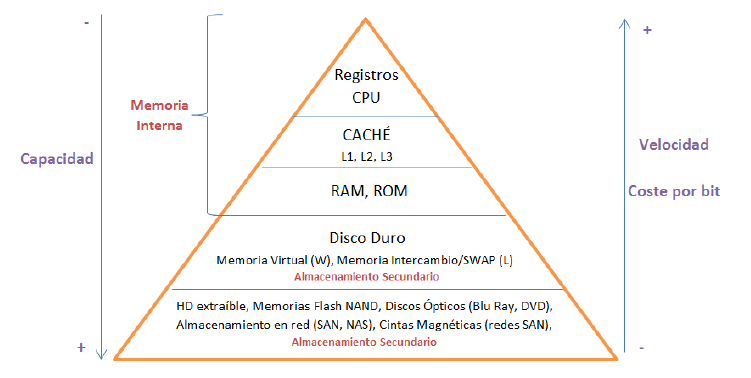 -
+
Registros
CPU
Memoria
Interna
CACHÉ
L1, L2, L3
Capacidad
Velocidad
RAM, ROM
Coste por bit
Disco Duro
Memoria Virtual (W), Memoria Intercambio/SWAP (L)
Almacenamiento Secundario
HD extraíble, Memorias Flash NAND, Discos Ópticos (Blu Ray, DVD),
Almacenamiento en red (SAN, NAS), Cintas Magnéticas (redes SAN),
Almacenamiento Secundario
+
-